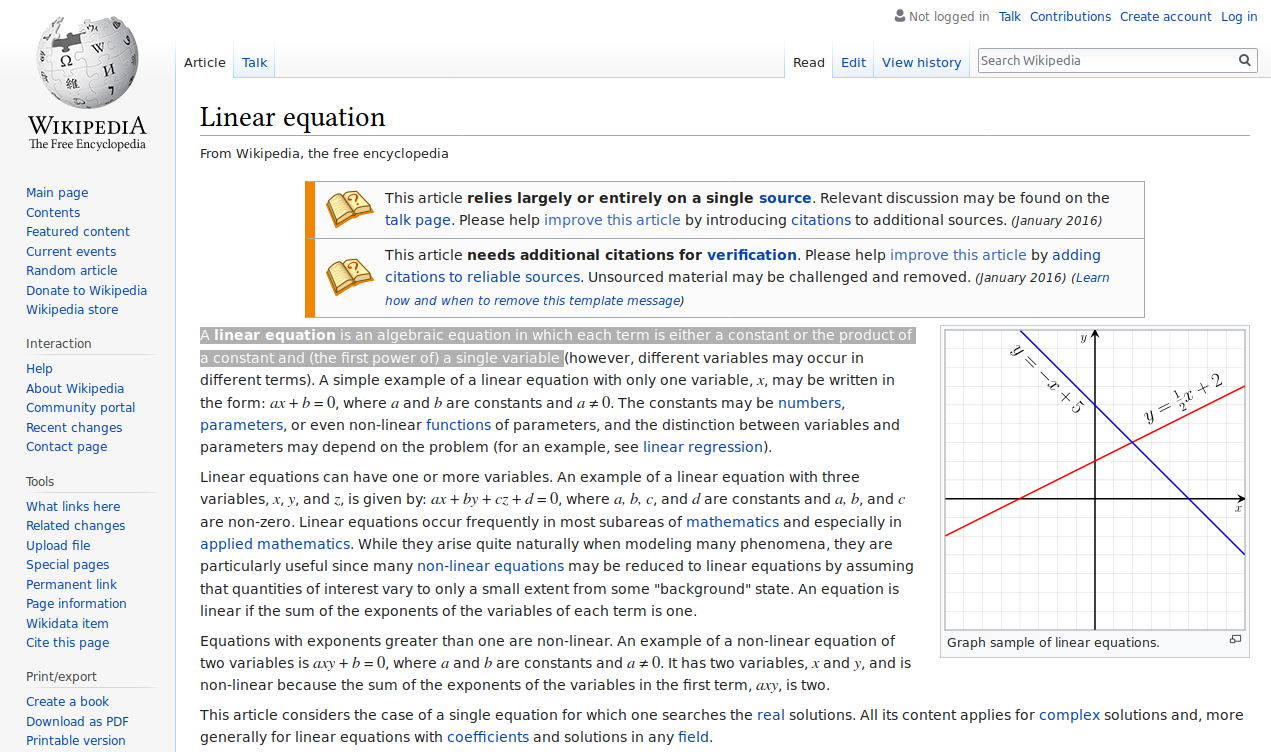 Not logged in Talk Contributions Create account Log in
Article Talk Read Edit View history Search Wikipedia
Ω W И 維
WIKIPEDIA
The Free Encyclopedia
Main page
Contents
Featured content
Current events
Random article
Donate to Wikipedia
Wikipedia store
Interaction
Help
About Wikipedia
Community portal
Recent changes
Contact page
Tools
What links here
Related changes
Upload file
Special pages
Permanent link
Page information
Wikidata item
Cite this page
Print/export
Create a book
Download as PDF
Printable version
Linear equation
From Wikipedia, the free encyclopedia
This article relies largely or entirely on a single source. Relevant discussion may be found on the
talk page. Please help improve this article by introducing citations to additional sources. (January 2016)
This article needs additional citations for verification. Please help improve this article by adding
citations to reliable sources. Unsourced material may be challenged and removed. (January 2016) (Learn
how and when to remove this template message)
A linear equation is an algebraic equation in which each term is either a constant or the product of
a constant and (the first power of) a single variable (however, different variables may occur in
different terms). A simple example of a linear equation with only one variable, x, may be written in
the form: ax + b = 0, where a and b are constants and a ≠ 0. The constants may be numbers,
parameters, or even non-linear functions of parameters, and the distinction between variables and
parameters may depend on the problem (for an example, see linear regression).
Linear equations can have one or more variables. An example of a linear equation with three
variables, x, y, and z, is given by: ax + by + cz + d = 0, where a, b, c, and d are constants and a, b, and c
are non-zero. Linear equations occur frequently in most subareas of mathematics and especially in
applied mathematics. While they arise quite naturally when modeling many phenomena, they are
particularly useful since many non-linear equations may be reduced to linear equations by assuming
that quantities of interest vary to only a small extent from some "background" state. An equation is
linear if the sum of the exponents of the variables of each term is one.
Equations with exponents greater than one are non-linear. An example of a non-linear equation of
two variables is axy + b = 0, where a and b are constants and a ≠ 0. It has two variables, x and y, and is
non-linear because the sum of the exponents of the variables in the first term, axy, is two.
This article considers the case of a single equation for which one searches the real solutions. All its content applies for complex solutions and, more
generally for linear equations with coefficients and solutions in any field.
y
y = −x + 5
y = 1/2x + 2
x
Graph sample of linear equations.